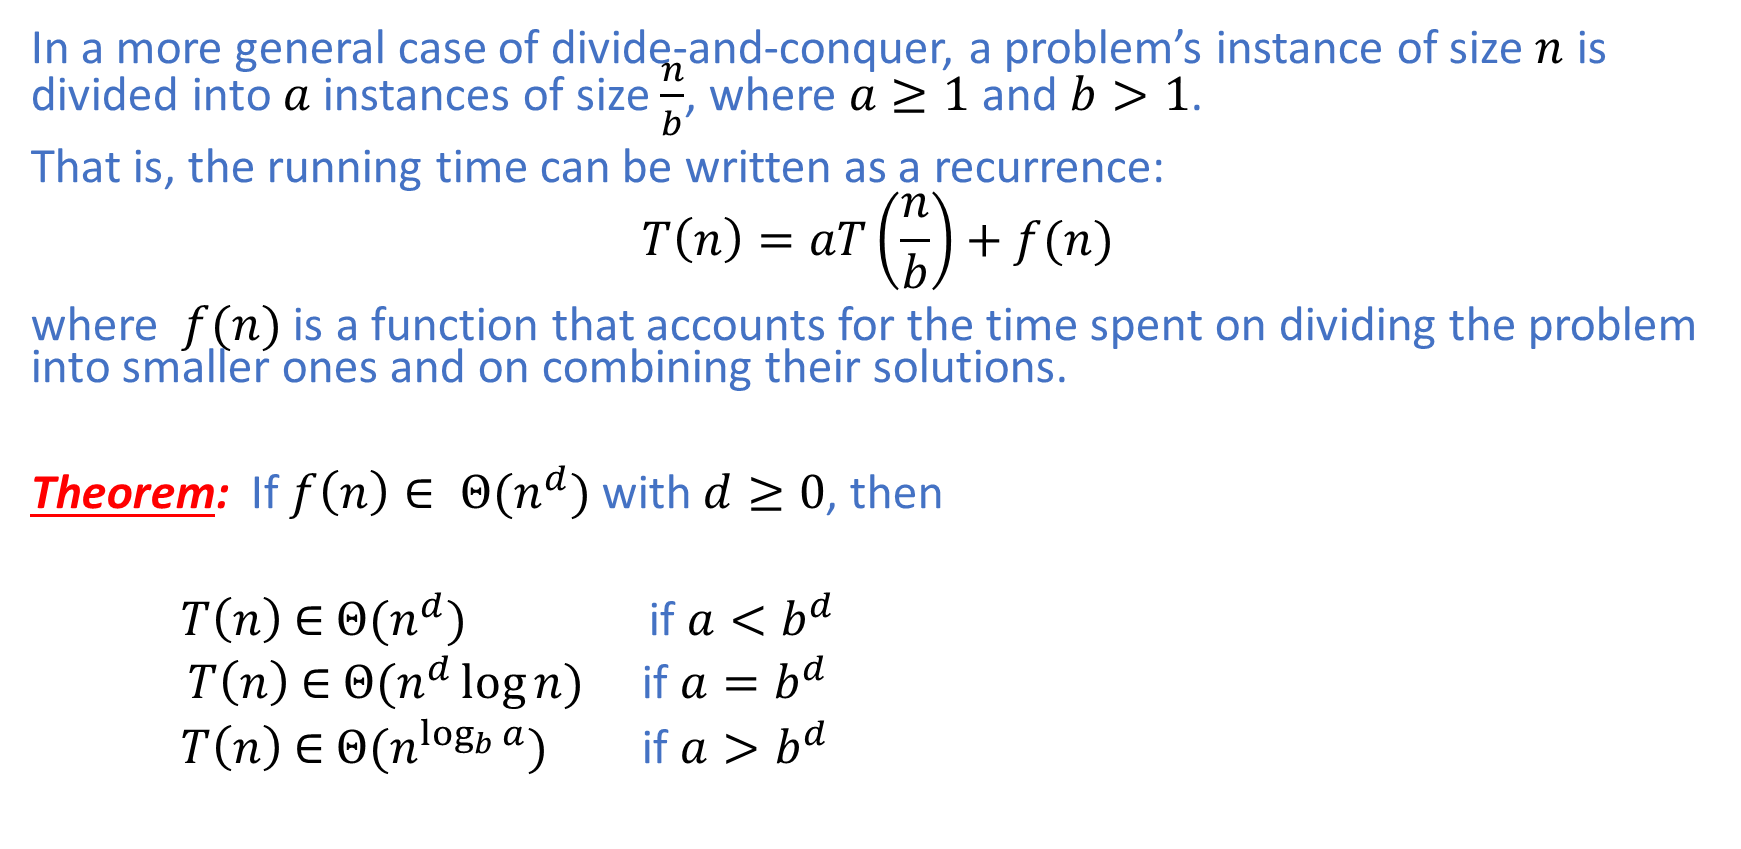 In a more general case of divide-and-conquer, a problem’s instance of size n is
divided into a instances of size n/b, where a ≥ 1 and b > 1.
That is, the running time can be written as a recurrence:
T(n) = aT(n/b) + f(n)
where f(n) is a function that accounts for the time spent on dividing the problem
into smaller ones and on combining their solutions.
Theorem: If f(n) ∈ Θ(n^d) with d ≥ 0, then
T(n) ∈ Θ(n^d) if a < b^d
T(n) ∈ Θ(n^d log n) if a = b^d
T(n) ∈ Θ(n^(log_b a)) if a > b^d